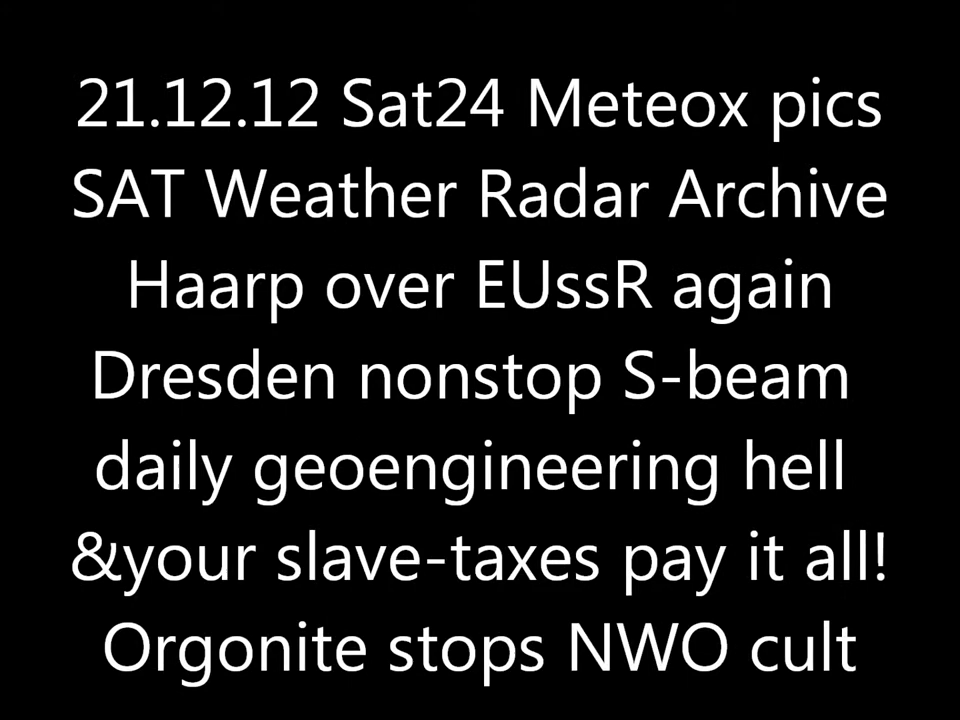 21.12.12 Sat24 Meteox pics
SAT Weather Radar Archive
Haarp over EUssR again
Dresden nonstop S-beam
daily geoengineering hell
&your slave-taxes pay it all!
Orgonite stops NWO cult